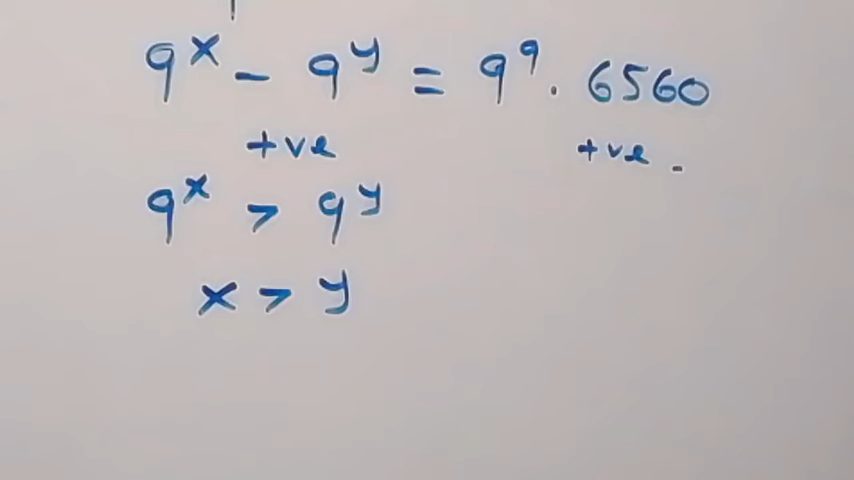 9^x - 9^y = 9^9 . 6560
+ve +ve .
9^x > 9^y
x > y